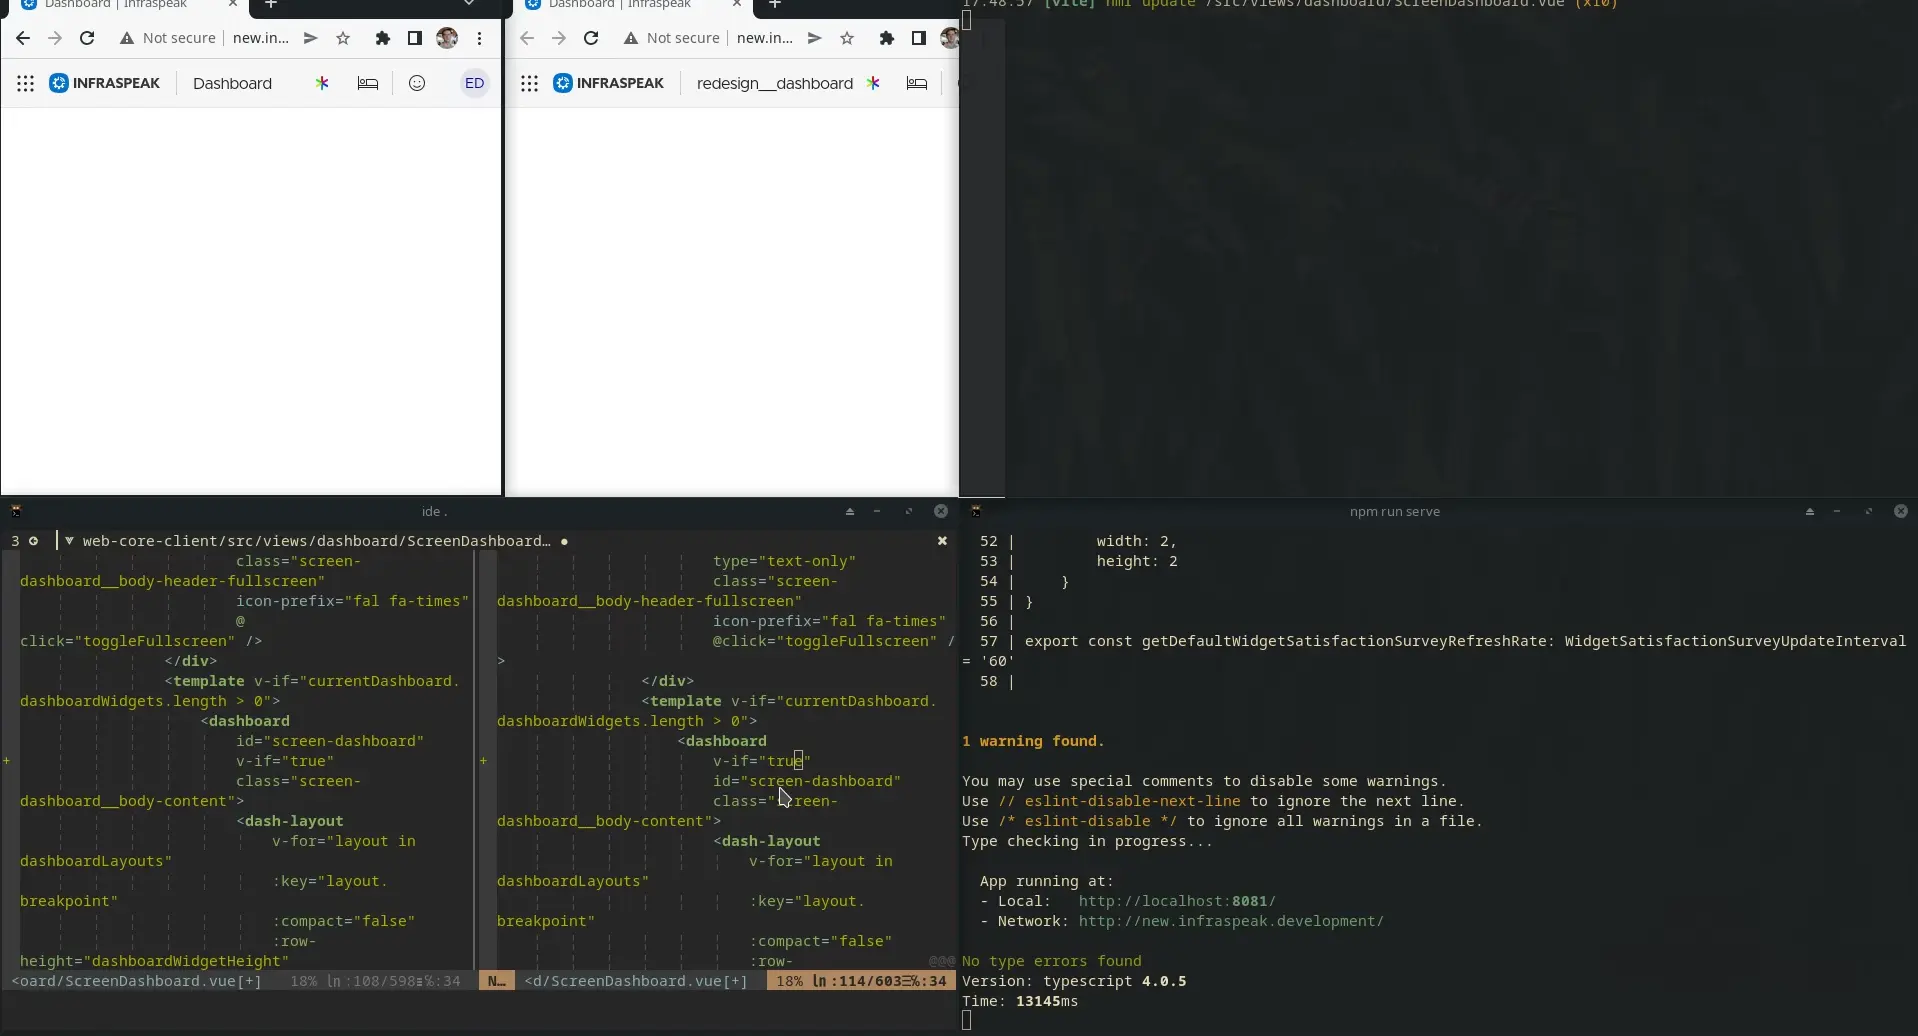 Dashboard | Infraspeak
Not secure new.in...
INFRASPEAK Dashboard ED
Dashboard | Infraspeak
Not secure new.in...
INFRASPEAK redesign__dashboard
17:48:57 [vite] hmr update /src/views/dashboard/ScreenDashboard.vue (x10)
ide .
3 web-core-client/src/views/dashboard/ScreenDashboard…
class="screen-
dashboard__body-header-fullscreen"
icon-prefix="fal fa-times"
@
click="toggleFullscreen" />
</div>
<template v-if="currentDashboard.
dashboardWidgets.length > 0">
<dashboard
id="screen-dashboard"
+ v-if="true"
class="screen-
dashboard__body-content">
<dash-layout
v-for="layout in
dashboardLayouts"
:key="layout.
breakpoint"
:compact="false"
:row-
height="dashboardWidgetHeight"
<oard/ScreenDashboard.vue[+] 18% ln:108/598≡%:34
type="text-only"
class="screen-
dashboard__body-header-fullscreen"
icon-prefix="fal fa-times"
@click="toggleFullscreen" /
>
</div>
<template v-if="currentDashboard.
dashboardWidgets.length > 0">
<dashboard
+ v-if="true"
id="screen-dashboard"
class="screen-
dashboard__body-content">
<dash-layout
v-for="layout in
dashboardLayouts"
:key="layout.
breakpoint"
:compact="false"
:row- @@@
N… <d/ScreenDashboard.vue[+] 18% ln:114/603☰%:34
npm run serve
52 | width: 2,
53 | height: 2
54 | }
55 | }
56 |
57 | export const getDefaultWidgetSatisfactionSurveyRefreshRate: WidgetSatisfactionSurveyUpdateInterval
= '60'
58 |
1 warning found.
You may use special comments to disable some warnings.
Use // eslint-disable-next-line to ignore the next line.
Use /* eslint-disable */ to ignore all warnings in a file.
Type checking in progress...
App running at:
- Local: http://localhost:8081/
- Network: http://new.infraspeak.development/
No type errors found
Version: typescript 4.0.5
Time: 13145ms